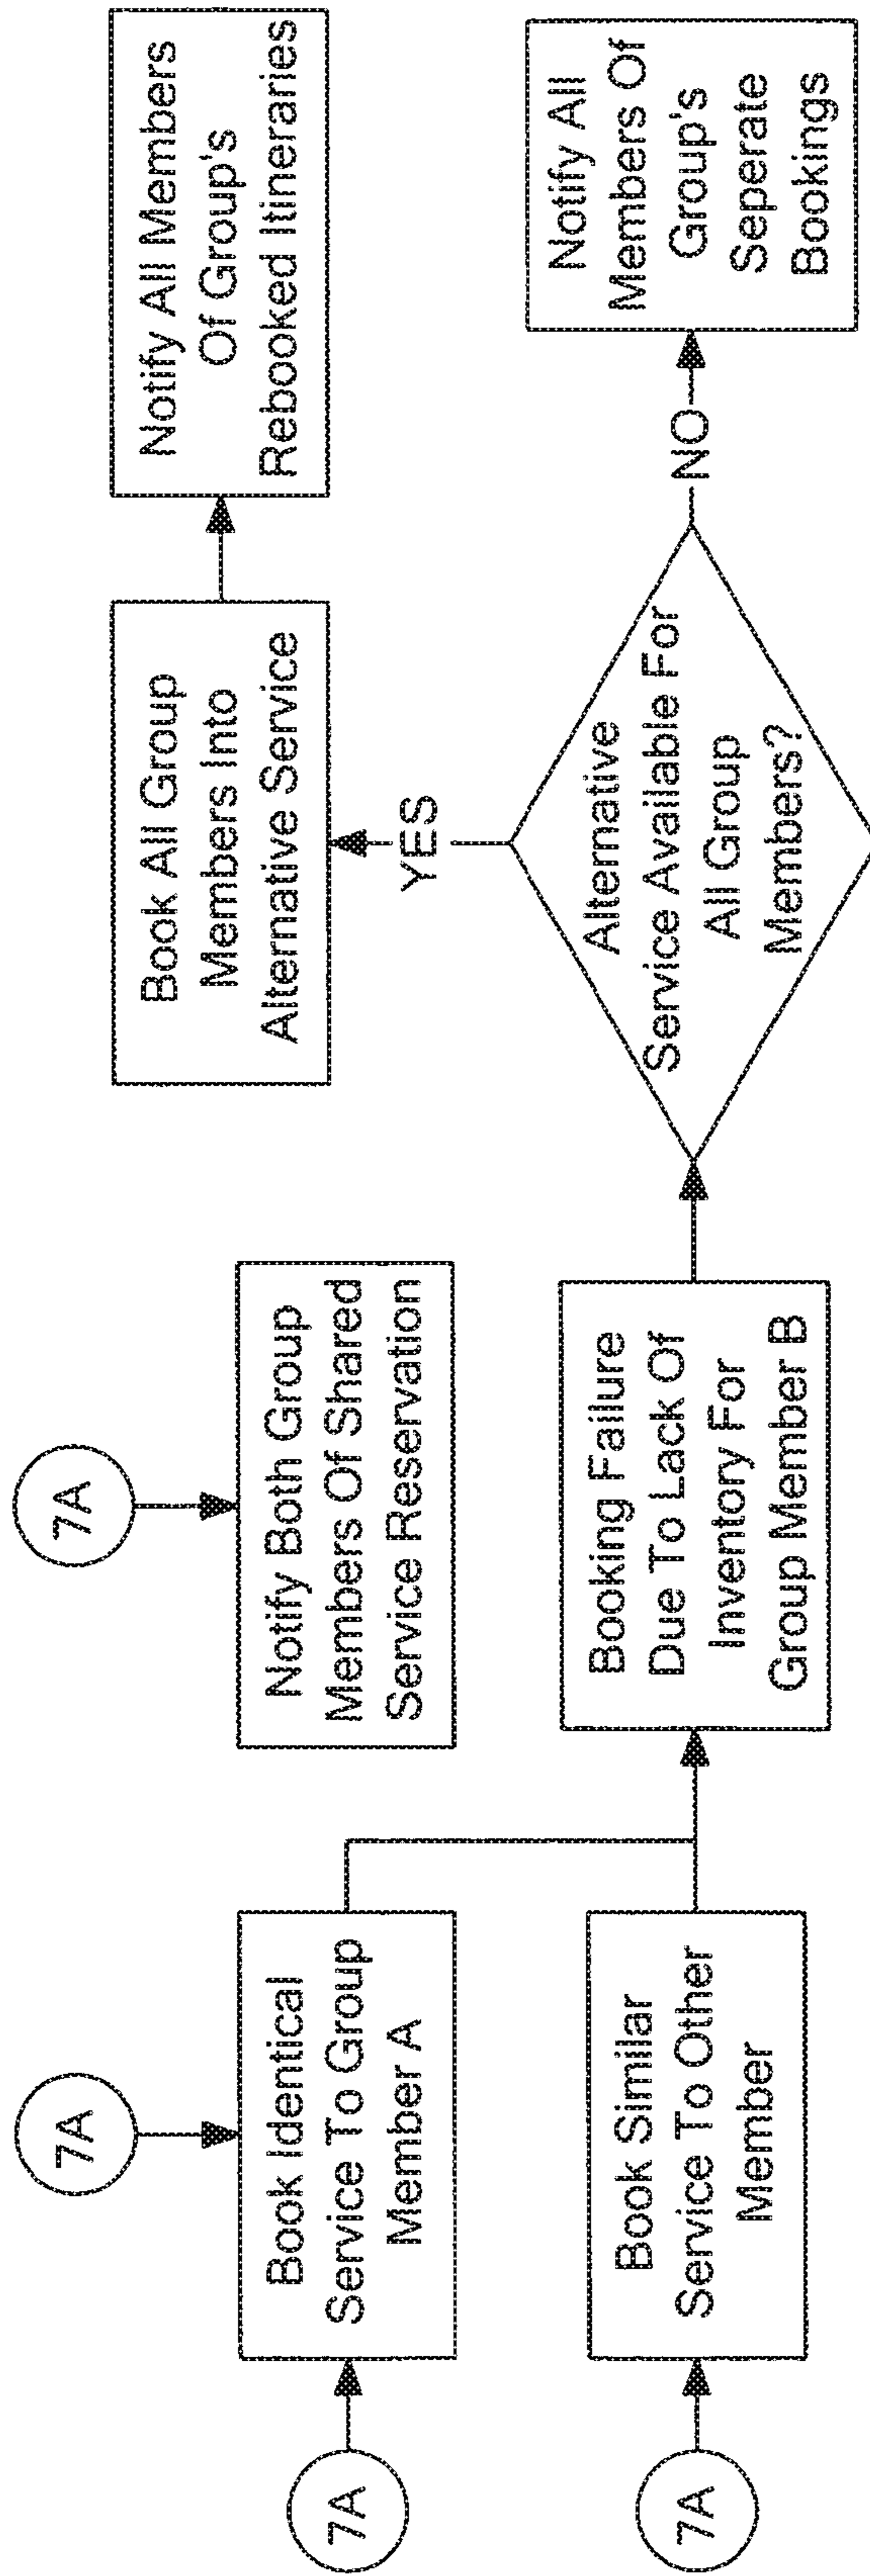 7A
7A
Book Identical
Service To Group
Member A
7A
Book Similar
Service To Other
Member
7A
Notify Both Group
Members Of Shared
Service Reservation
Booking Failure
Due To Lack Of
Inventory For
Group Member B
Alternative
Service Available For
All Group
Members?
YES
Book All Group
Members Into
Alternative Service
Notify All Members
Of Group's
Rebooked Itineraries
NO
Notify All
Members Of
Group's
Seperate
Bookings